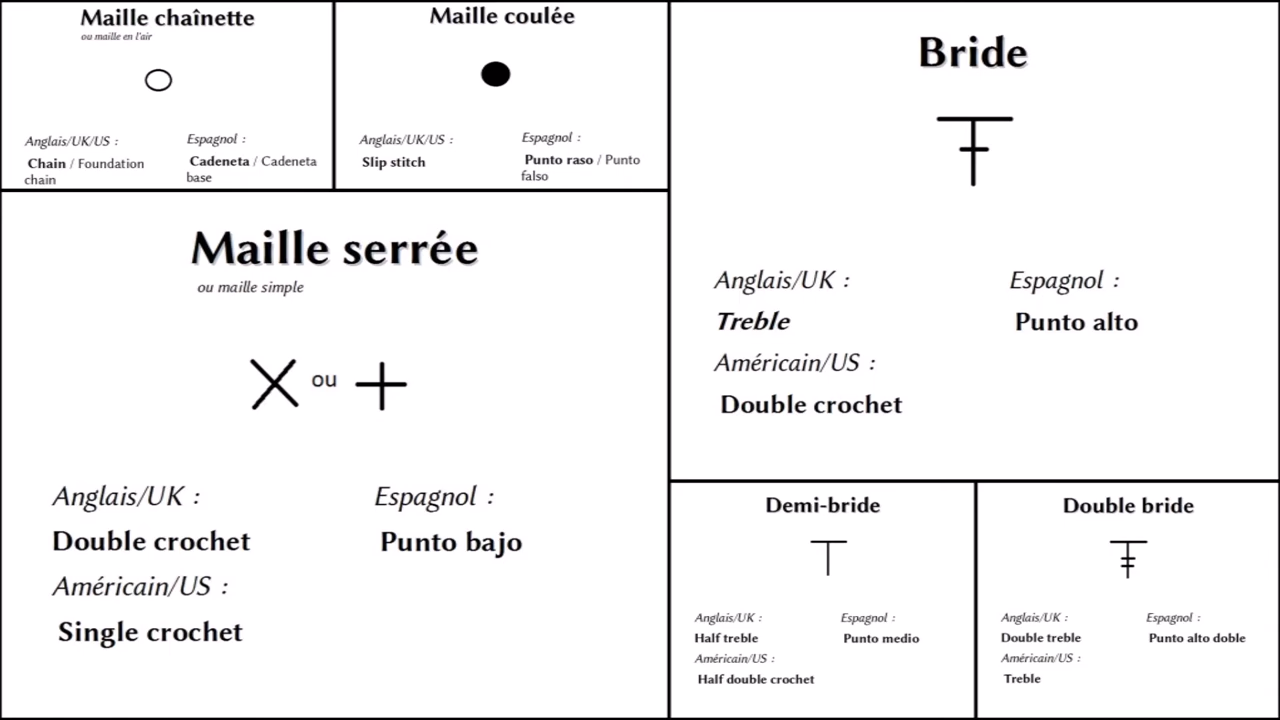 Maille chaînette
ou maille en l'air
Anglais/UK/US :
Chain / Foundation
chain
Espagnol :
Cadeneta / Cadeneta
base
Maille coulée
Anglais/UK/US :
Slip stitch
Espagnol :
Punto raso / Punto
falso
Bride
Anglais/UK :
Treble
Américain/US :
Double crochet
Espagnol :
Punto alto
Maille serrée
ou maille simple
ou
Anglais/UK :
Double crochet
Américain/US :
Single crochet
Espagnol :
Punto bajo
Demi-bride
Anglais/UK :
Half treble
Américain/US :
Half double crochet
Espagnol :
Punto medio
Double bride
Anglais/UK :
Double treble
Américain/US :
Treble
Espagnol :
Punto alto doble